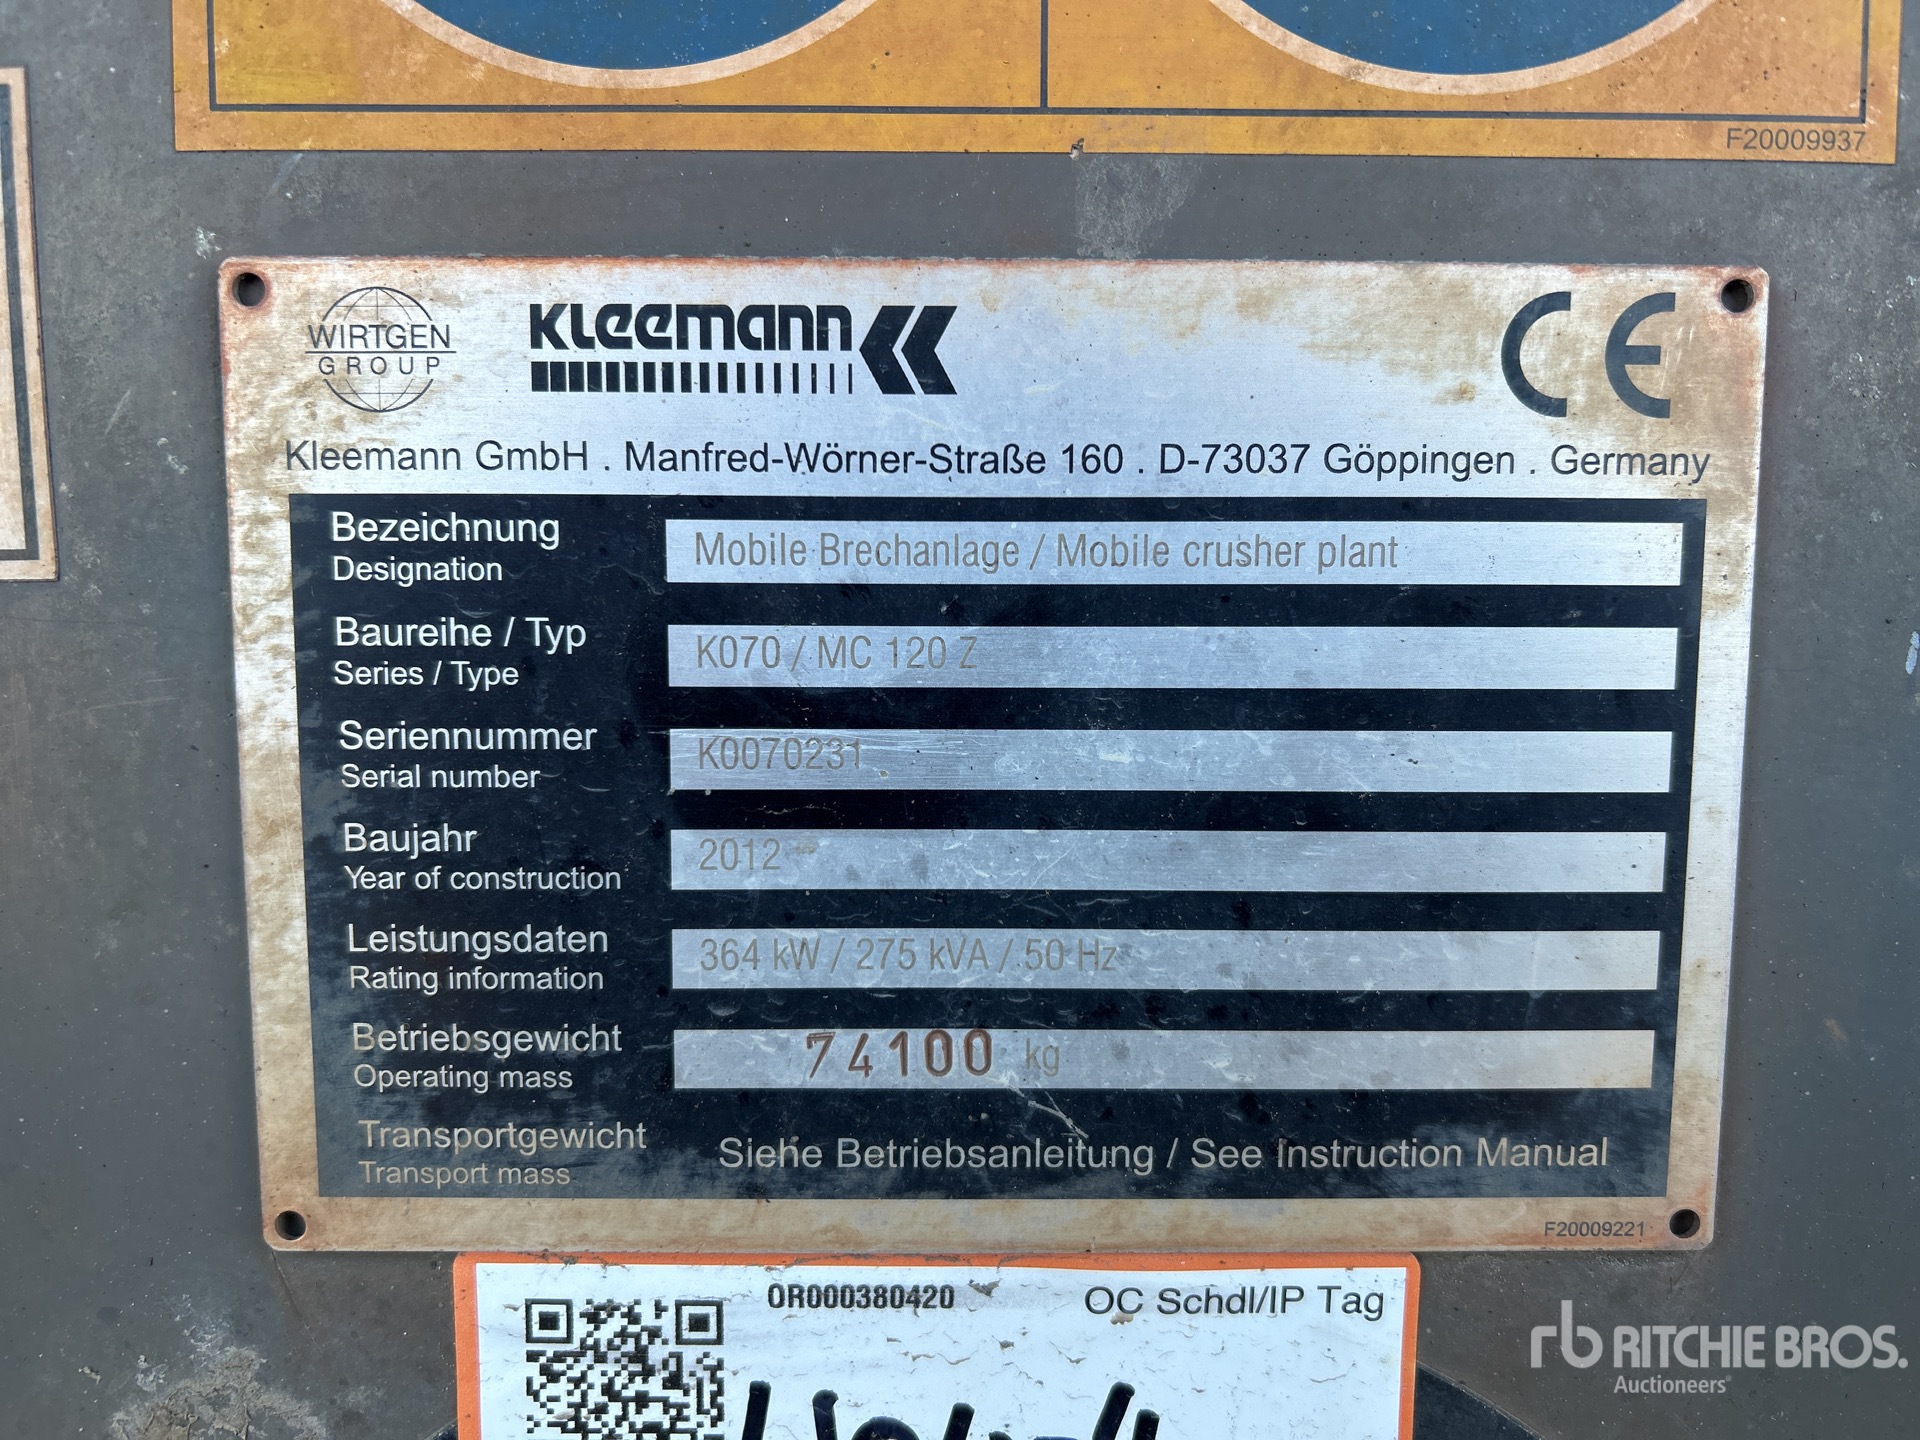 F20009937
WIRTGEN
GROUP
KLeemann
CE
Kleemann GmbH . Manfred-Wörner-Straße 160 . D-73037 Göppingen . Germany
Bezeichnung
Designation
Mobile Brechanlage / Mobile crusher plant
Baureihe / Typ
Series / Type
K070 / MC 120 Z
Seriennummer
Serial number
K0070231
Baujahr
Year of construction
2012
Leistungsdaten
Rating information
364 kW / 275 kVA / 50 Hz
Betriebsgewicht
Operating mass
74100 kg
Transportgewicht
Transport mass
Siehe Betriebsanleitung / See Instruction Manual
F20009221
OR000380420
OC Schdl/IP Tag
rb RITCHIE BROS.
Auctioneers